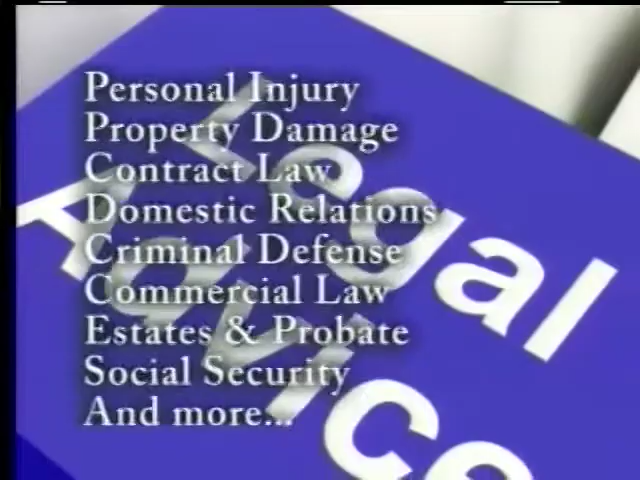 Personal Injury
Property Damage
Contract Law
Domestic Relations
Criminal Defense
Commercial Law
Estates & Probate
Social Security
And more...
Legal
Advice